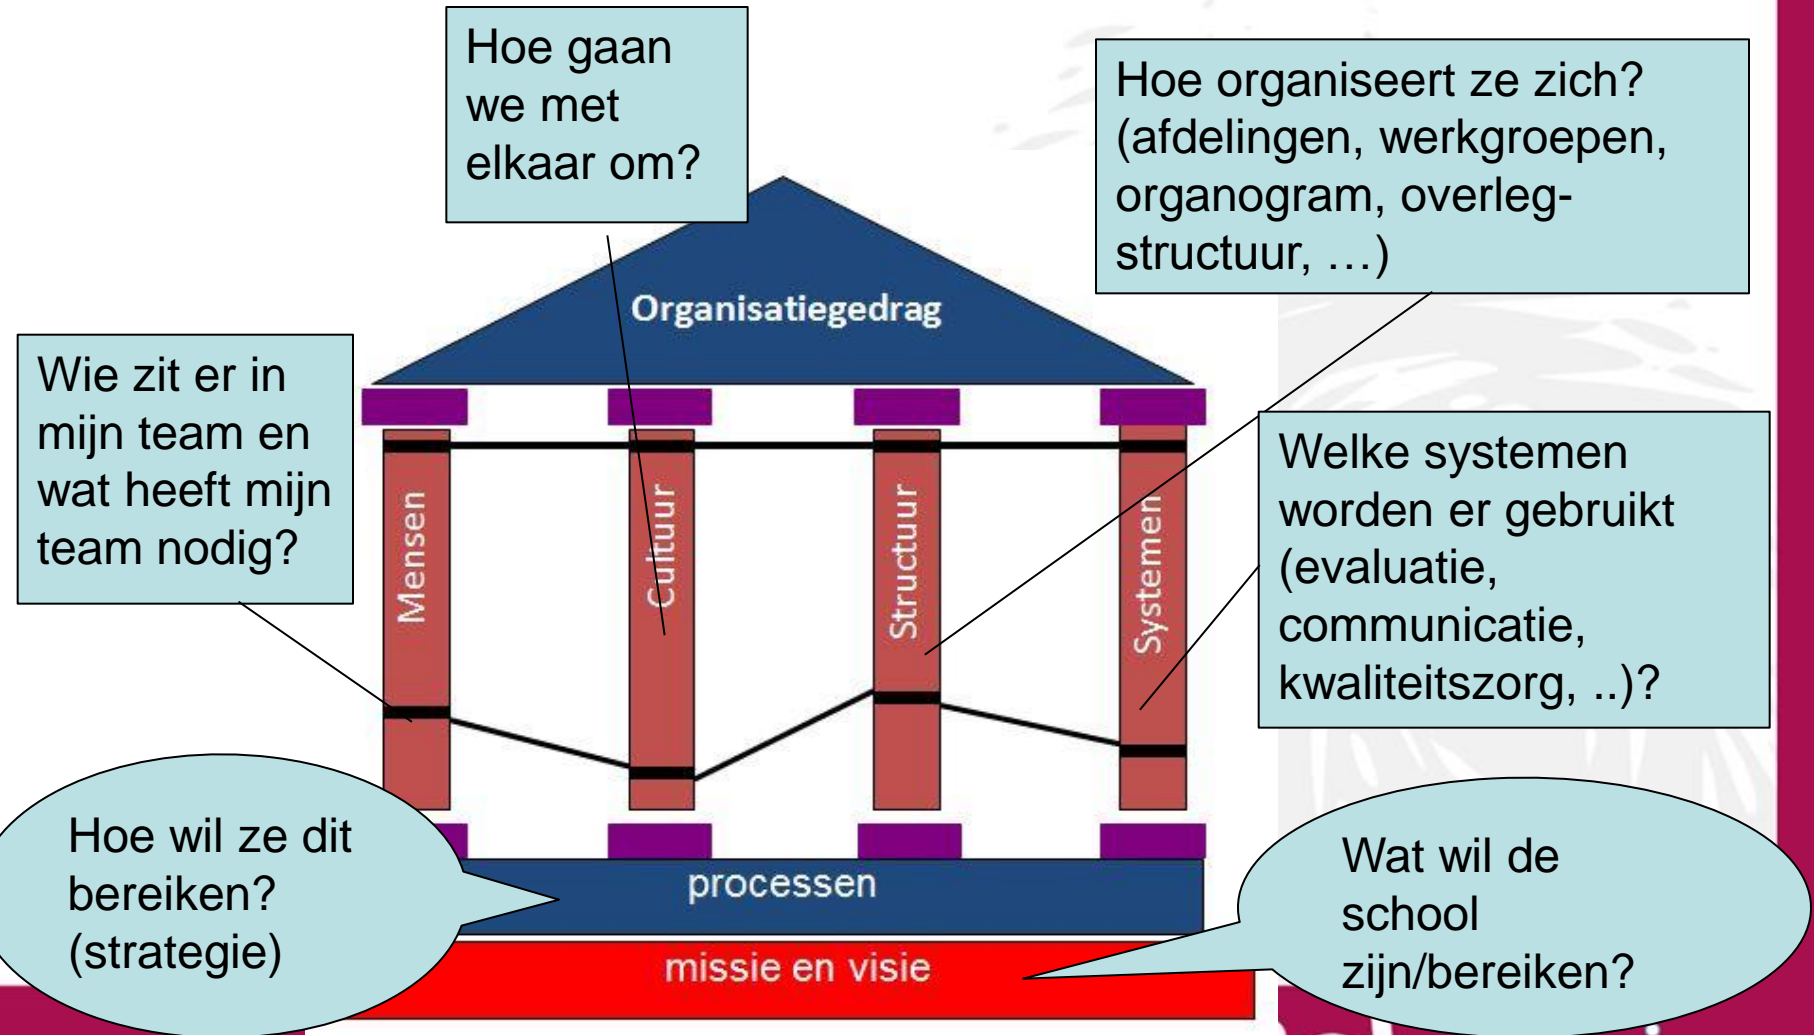 Hoe gaan
we met
elkaar om?
Hoe organiseert ze zich?
(afdelingen, werkgroepen,
organogram, overleg-
structuur, …)
Organisatiegedrag
Wie zit er in
mijn team en
wat heeft mijn
team nodig?
Mensen
Cultuur
Structuur
Systemen
Welke systemen
worden er gebruikt
(evaluatie,
communicatie,
kwaliteitszorg, ..)?
Hoe wil ze dit
bereiken?
(strategie)
processen
missie en visie
Wat wil de
school
zijn/bereiken?